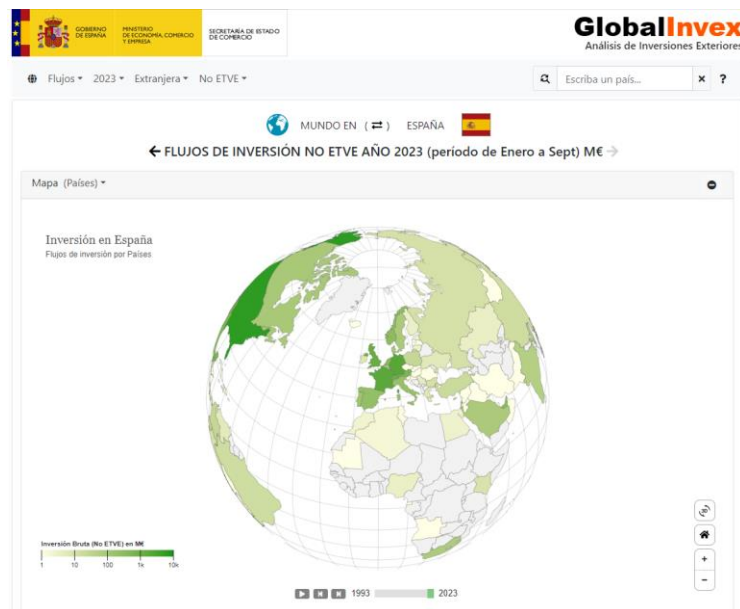 GOBIERNO
DE ESPAÑA
MINISTERIO
DE ECONOMÍA, COMERCIO
Y EMPRESA
SECRETARÍA DE ESTADO
DE COMERCIO
GlobalInvex
Análisis de Inversiones Exteriores
Flujos 2023 Extranjera No ETVE
Escriba un país... × ?
MUNDO EN ( ⇄ ) ESPAÑA
← FLUJOS DE INVERSIÓN NO ETVE AÑO 2023 (período de Enero a Sept) M€ →
Mapa (Países)
Inversión en España
Flujos de inversión por Países
Inversión Bruta (No ETVE) en M€
1 10 100 1k 10k
1993 2023
+
−